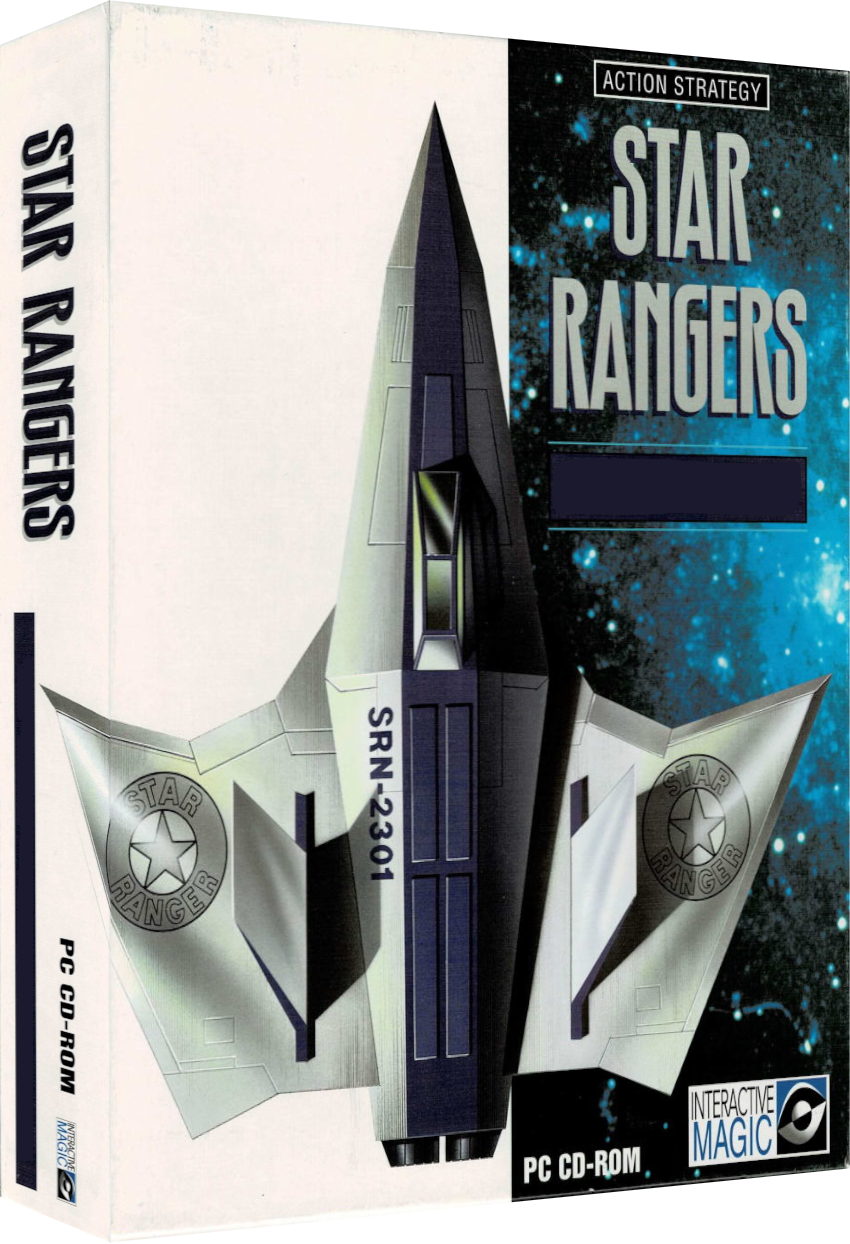 STAR RANGERS
PC CD-ROM
INTERACTIVE
MAGIC
ACTION STRATEGY
STAR
RANGERS
SRN-2301
STAR
RANGER
STAR
RANGER
PC CD-ROM
INTERACTIVE
MAGIC